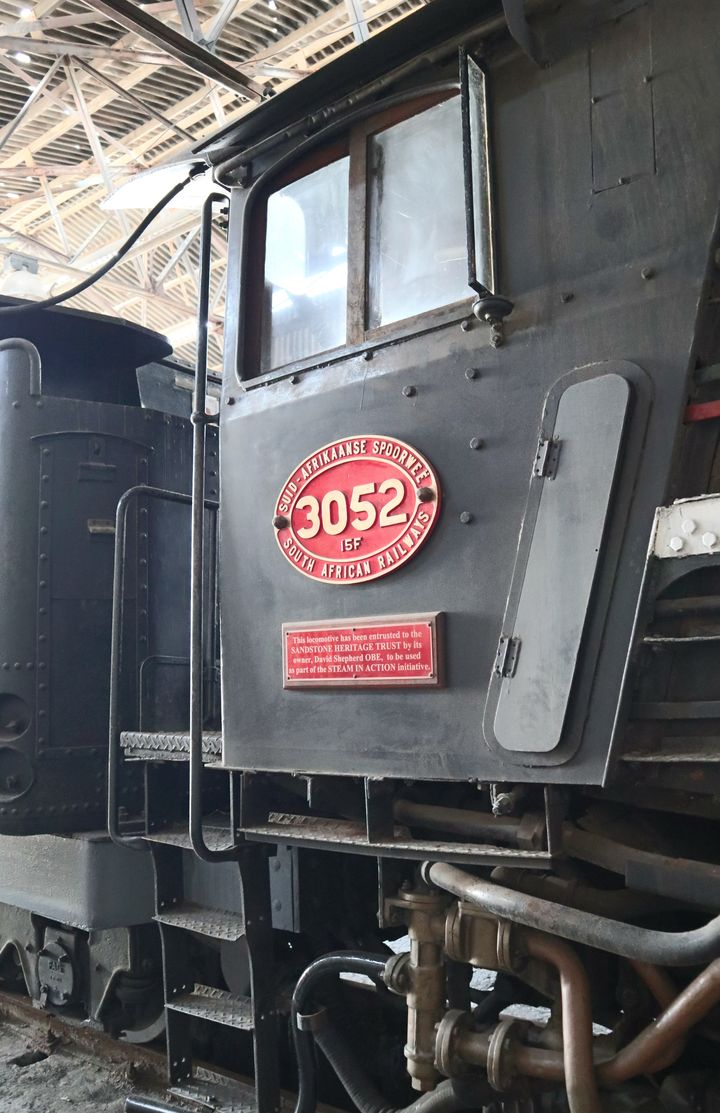 SUID-AFRIKAANSE SPOORWEË
3052
15F
SOUTH AFRICAN RAILWAYS
This locomotive has been entrusted to the
SANDSTONE HERITAGE TRUST by its
owner, David Shepherd OBE, to be used
as part of the STEAM IN ACTION initiative.